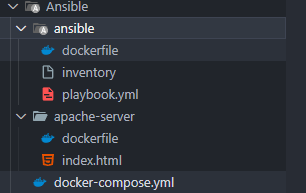 Ansible
ansible
dockerfile
inventory
playbook.yml
apache-server
dockerfile
index.html
docker-compose.yml